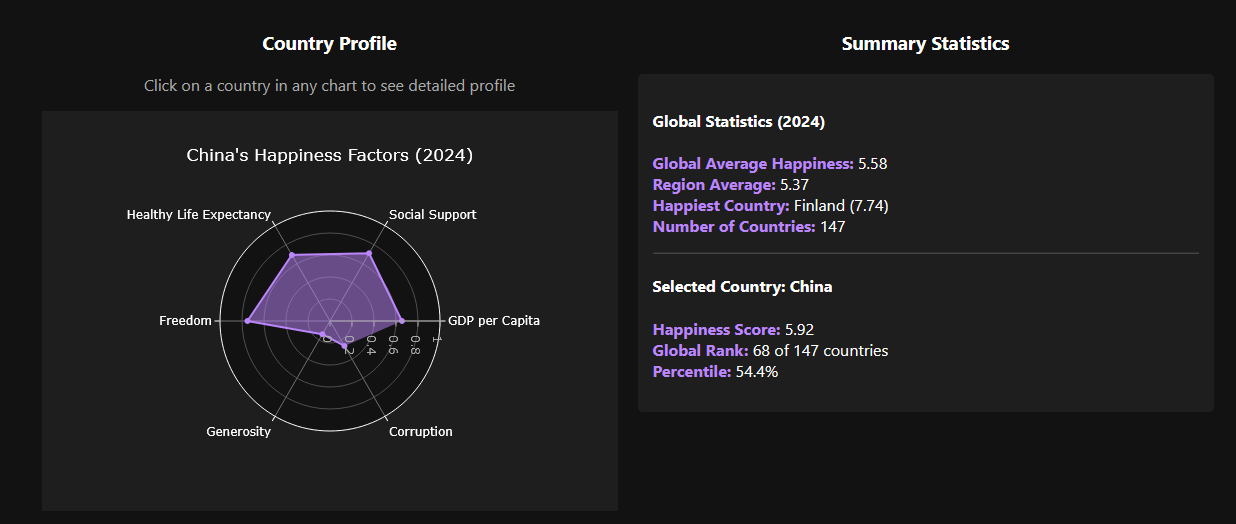 Country Profile
Click on a country in any chart to see detailed profile
China's Happiness Factors (2024)
Healthy Life Expectancy
Social Support
Freedom
GDP per Capita
0
0.2
0.4
0.6
0.8
1
Generosity
Corruption
Summary Statistics
Global Statistics (2024)
Global Average Happiness: 5.58
Region Average: 5.37
Happiest Country: Finland (7.74)
Number of Countries: 147
Selected Country: China
Happiness Score: 5.92
Global Rank: 68 of 147 countries
Percentile: 54.4%